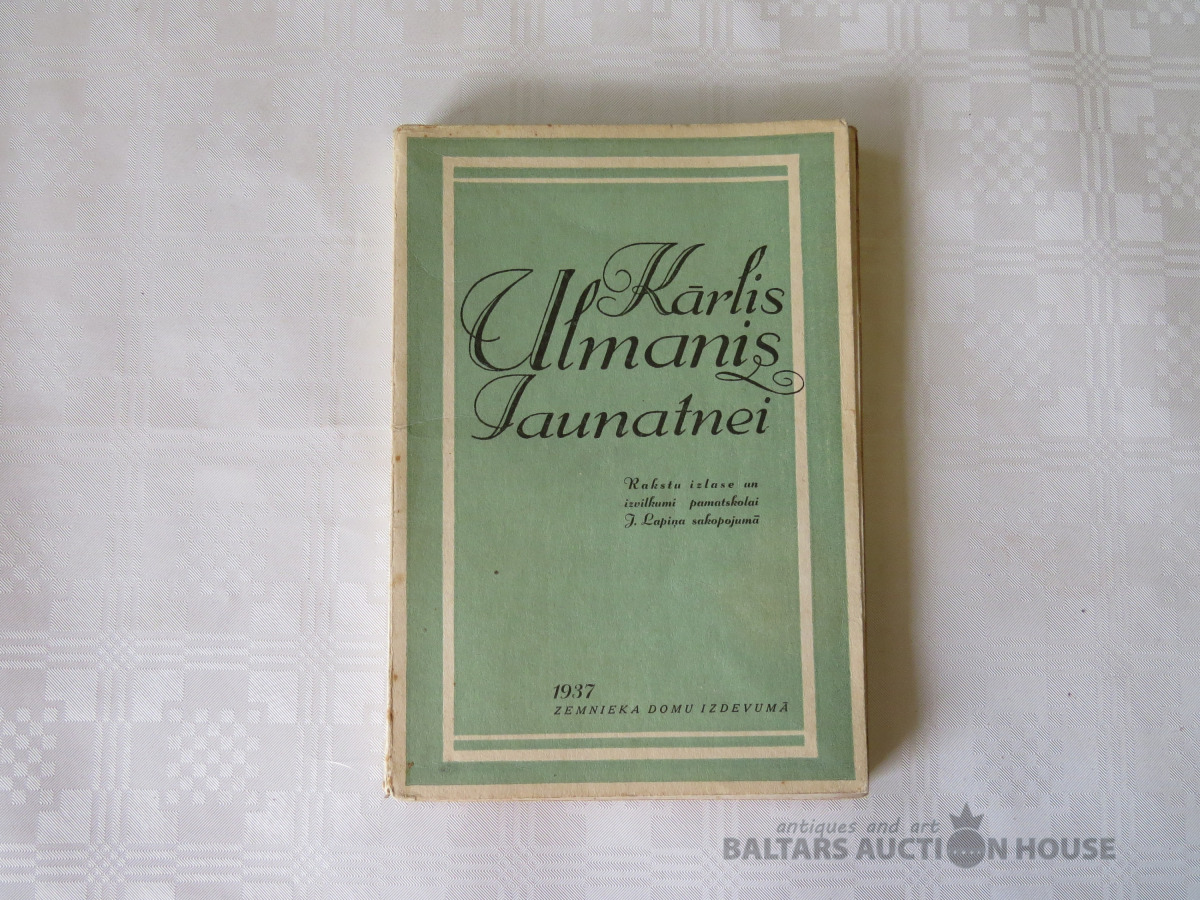 Kārlis
Ulmanis
Jaunatnei
Rakstu izlase un
izvilkumi pamatskolai
J. Lapiņa sakopojumā
1937
ZEMNIEKA DOMU IZDEVUMĀ
antiques and art
BALTARS AUCTION HOUSE